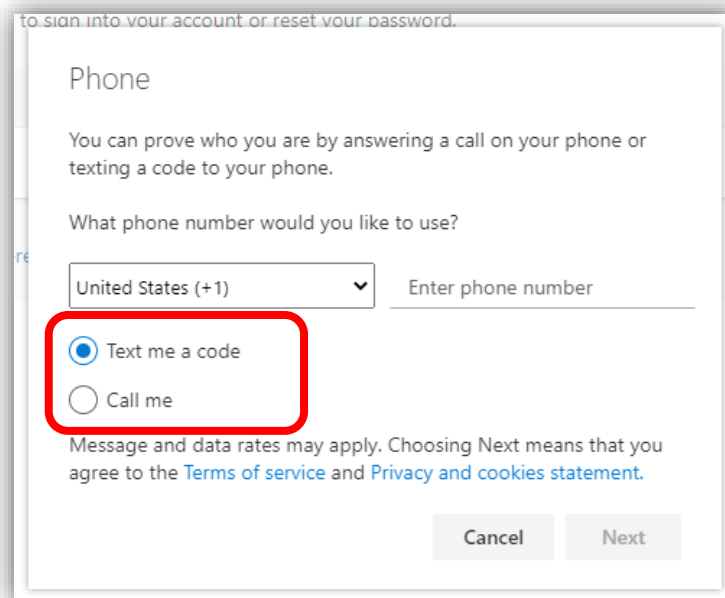 to sign into your account or reset your password.
Phone
You can prove who you are by answering a call on your phone or
texting a code to your phone.
What phone number would you like to use?
re
United States (+1) Enter phone number
Text me a code
Call me
Message and data rates may apply. Choosing Next means that you
agree to the Terms of service and Privacy and cookies statement.
Cancel Next